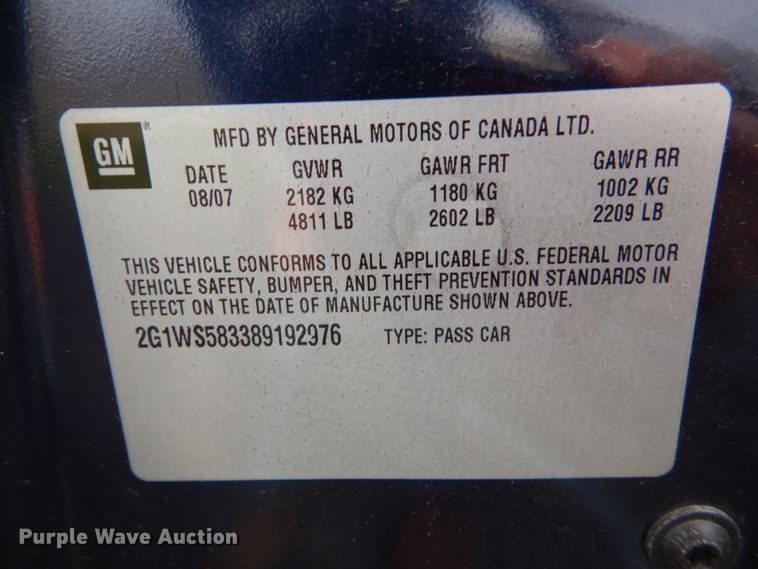 GM®
MFD BY GENERAL MOTORS OF CANADA LTD.
DATE GVWR GAWR FRT GAWR RR
08/07 2182 KG 1180 KG 1002 KG
4811 LB 2602 LB 2209 LB
THIS VEHICLE CONFORMS TO ALL APPLICABLE U.S. FEDERAL MOTOR
VEHICLE SAFETY, BUMPER, AND THEFT PREVENTION STANDARDS IN
EFFECT ON THE DATE OF MANUFACTURE SHOWN ABOVE.
2G1WS583389192976 TYPE: PASS CAR
Purple Wave Auction